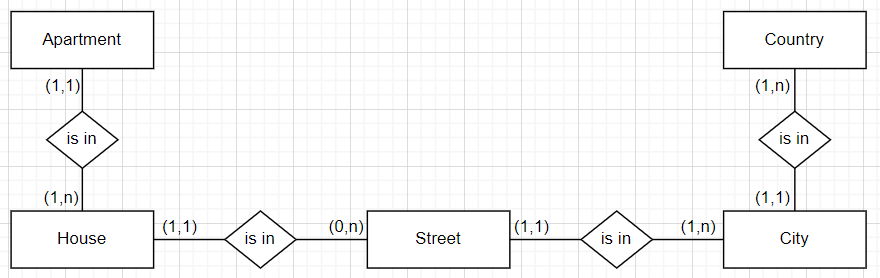 Apartment
Country
(1,1)
(1,n)
is in
is in
(1,n)
(1,1)
House
(1,1)
is in
(0,n)
Street
(1,1)
is in
(1,n)
City